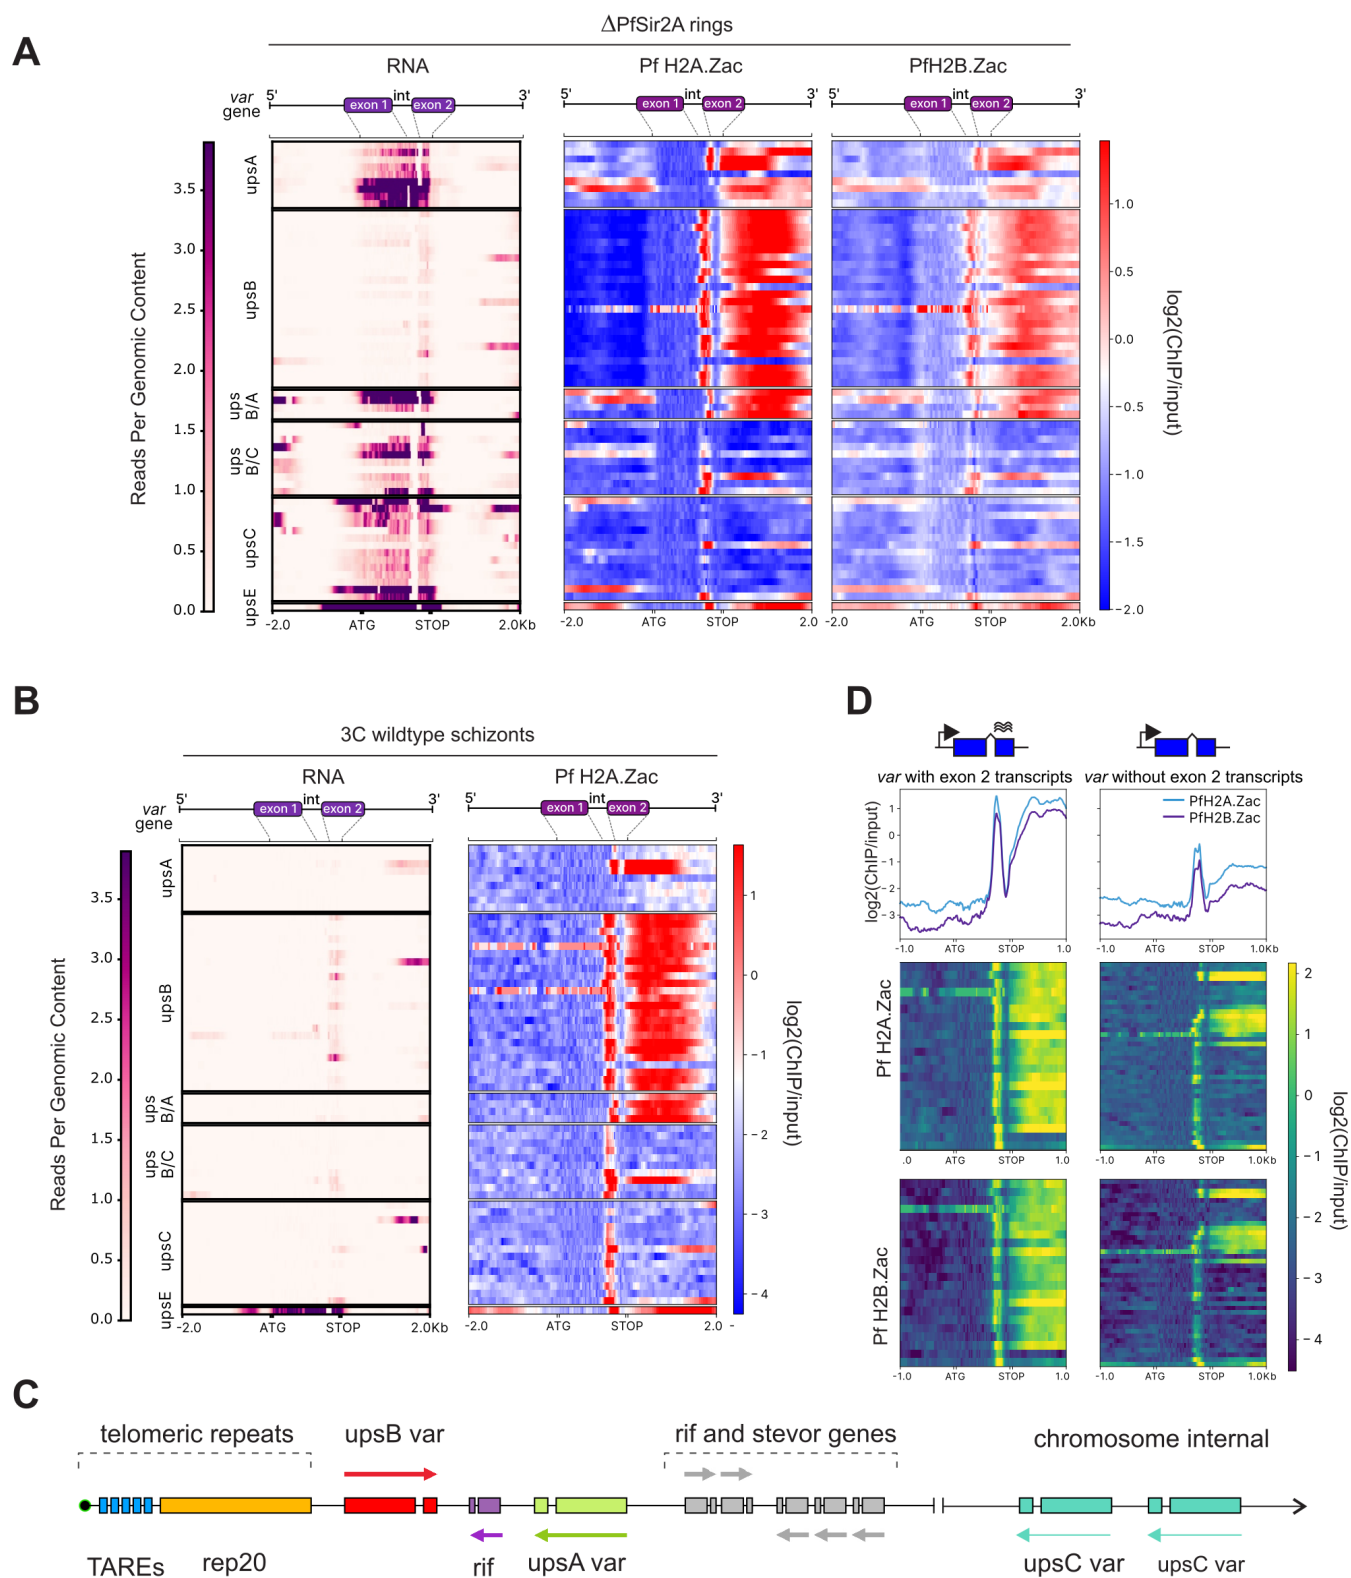 A
ΔPfSir2A rings
RNA
Pf H2A.Zac
PfH2B.Zac
var gene
5'
exon 1
int
exon 2
3'
5'
exon 1
int
exon 2
3'
5'
exon 1
int
exon 2
3'
Reads Per Genomic Content
3.5
3.0
2.5
2.0
1.5
1.0
0.5
0.0
upsA
upsB
ups B/A
ups B/C
upsC
upsE
-2.0
ATG
STOP
2.0Kb
-2.0
ATG
STOP
2.0
-2.0
ATG
STOP
2.0Kb
1.0
0.5
0.0
−0.5
−1.0
−1.5
−2.0
log2(ChIP/input)
B
3C wildtype schizonts
RNA
Pf H2A.Zac
var gene
5'
exon 1
int
exon 2
3'
5'
exon 1
int
exon 2
3'
Reads Per Genomic Content
3.5
3.0
2.5
2.0
1.5
1.0
0.5
0.0
upsA
upsB
ups B/A
ups B/C
upsC
upsE
-2.0
ATG
STOP
2.0Kb
-2.0
ATG
STOP
2.0
1
0
−1
−2
−3
−4
-
log2(ChIP/input)
D
var with exon 2 transcripts
var without exon 2 transcripts
PfH2A.Zac
PfH2B.Zac
log2(ChIP/input)
1
0
−1
−2
−3
-1.0
ATG
STOP
1.0
-1.0
ATG
STOP
1.0Kb
Pf H2A.Zac
.0
ATG
STOP
1.0
-1.0
ATG
STOP
1.0Kb
Pf H2B.Zac
-1.0
ATG
STOP
1.0
-1.0
ATG
STOP
1.0Kb
2
1
0
−1
−2
−3
−4
log2(ChIP/input)
C
telomeric repeats
upsB var
rif and stevor genes
chromosome internal
TAREs
rep20
rif
upsA var
upsC var
upsC var